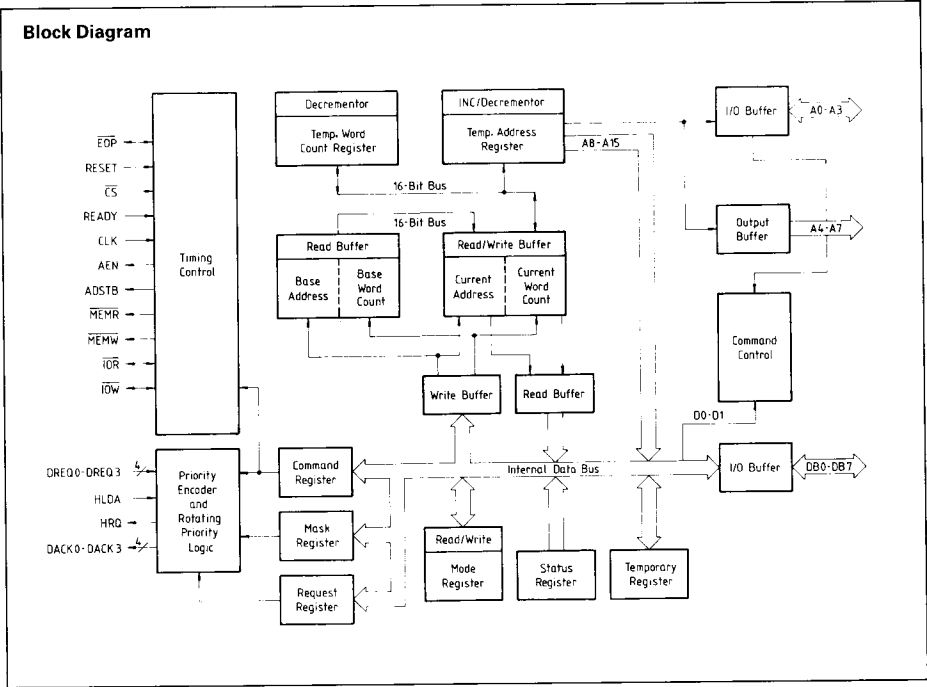 Block Diagram
EOP
RESET
CS
READY
CLK
AEN
ADSTB
MEMR
MEMW
IOR
IOW
Timing
Control
DREQ0-DREQ3
4
HLDA
HRQ
DACK0-DACK3
4
Priority
Encoder
and
Rotating
Priority
Logic
Decrementor
Temp. Word
Count Register
INC/Decrementor
Temp. Address
Register
A8-A15
16-Bit Bus
16-Bit Bus
Read Buffer
Base
Address
Base
Word
Count
Read/Write Buffer
Current
Address
Current
Word
Count
Write Buffer
Read Buffer
I/O Buffer
A0-A3
Output
Buffer
A4-A7
Command
Control
D0-D1
Internal Data Bus
I/O Buffer
DB0-DB7
Command
Register
Mask
Register
Request
Register
Read/Write
Mode
Register
Status
Register
Temporary
Register